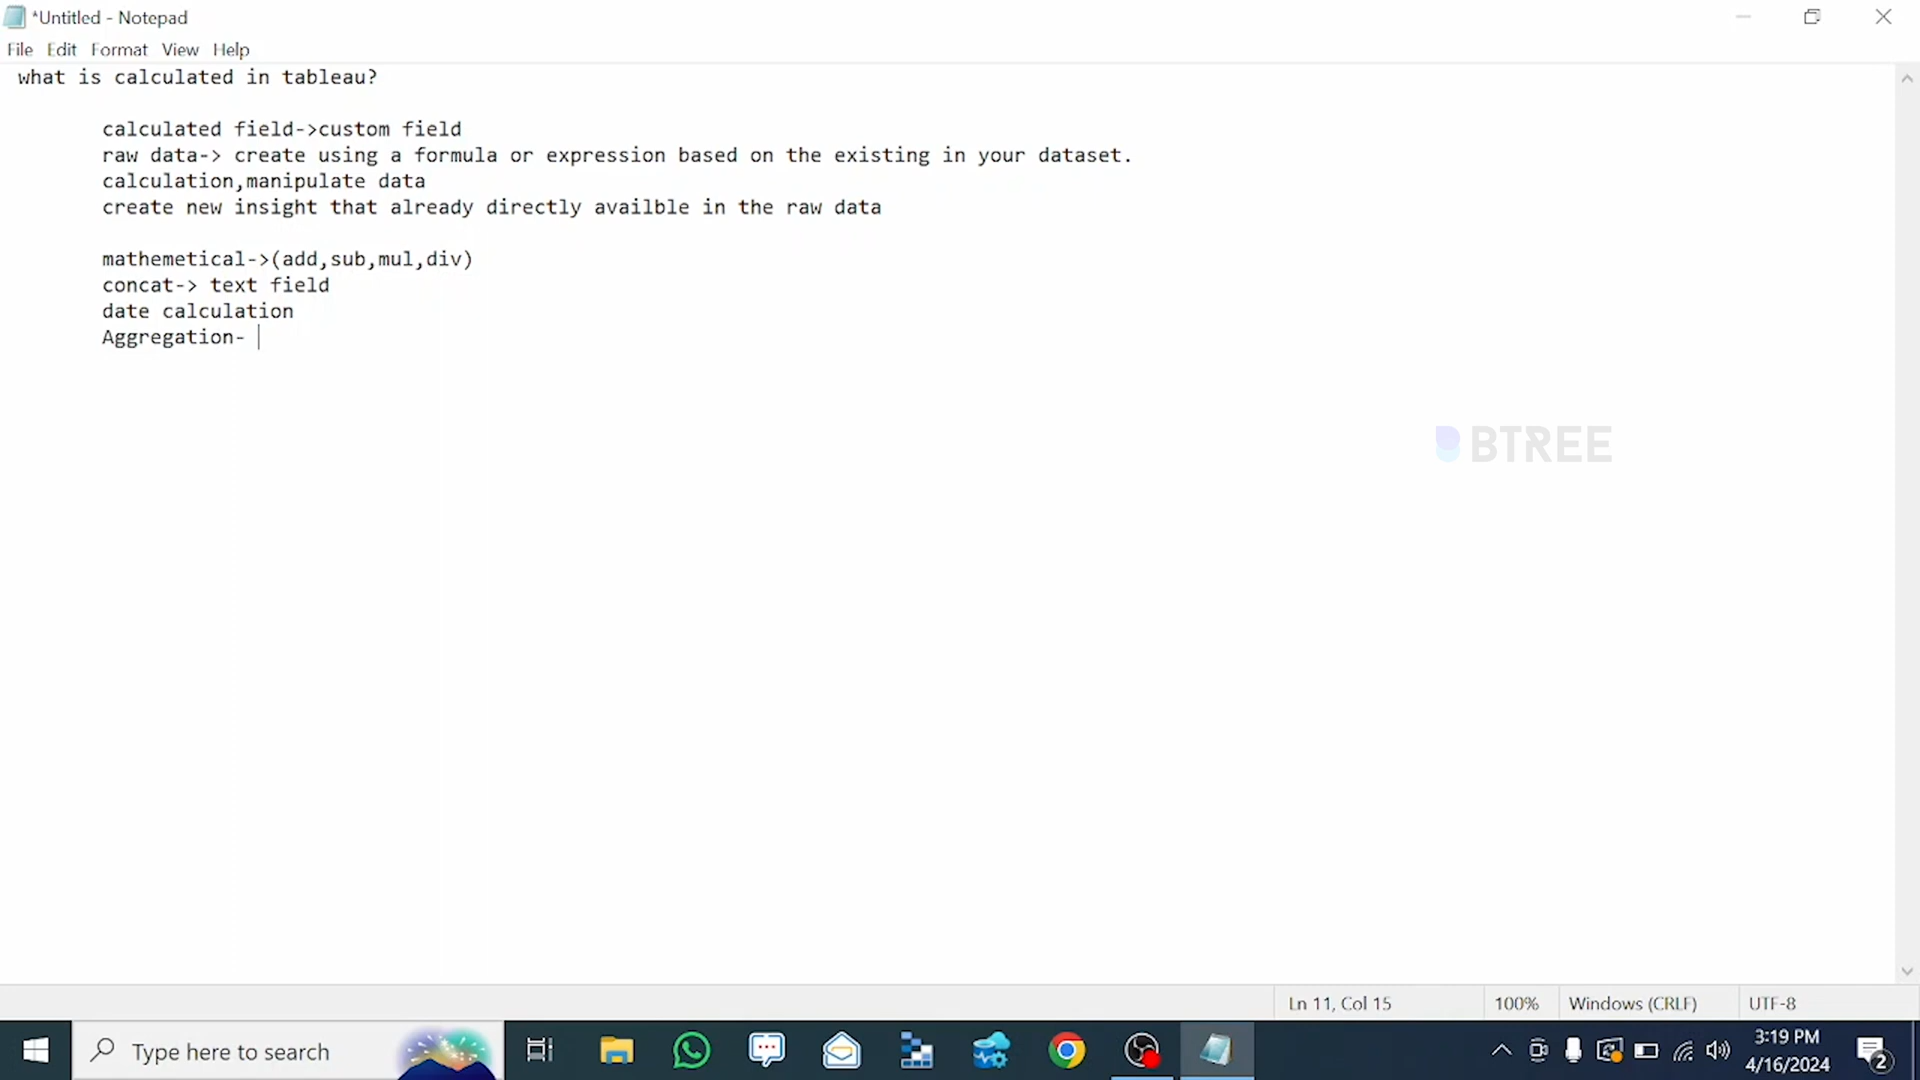 *Untitled - Notepad
File Edit Format View Help
what is calculated in tableau?
calculated field->custom field
raw data-> create using a formula or expression based on the existing in your dataset.
calculation,manipulate data
create new insight that already directly availble in the raw data
mathemetical->(add,sub,mul,div)
concat-> text field
date calculation
Aggregation-
BTREE
Ln 11, Col 15 100% Windows (CRLF) UTF-8
Type here to search
3:19 PM
4/16/2024
2